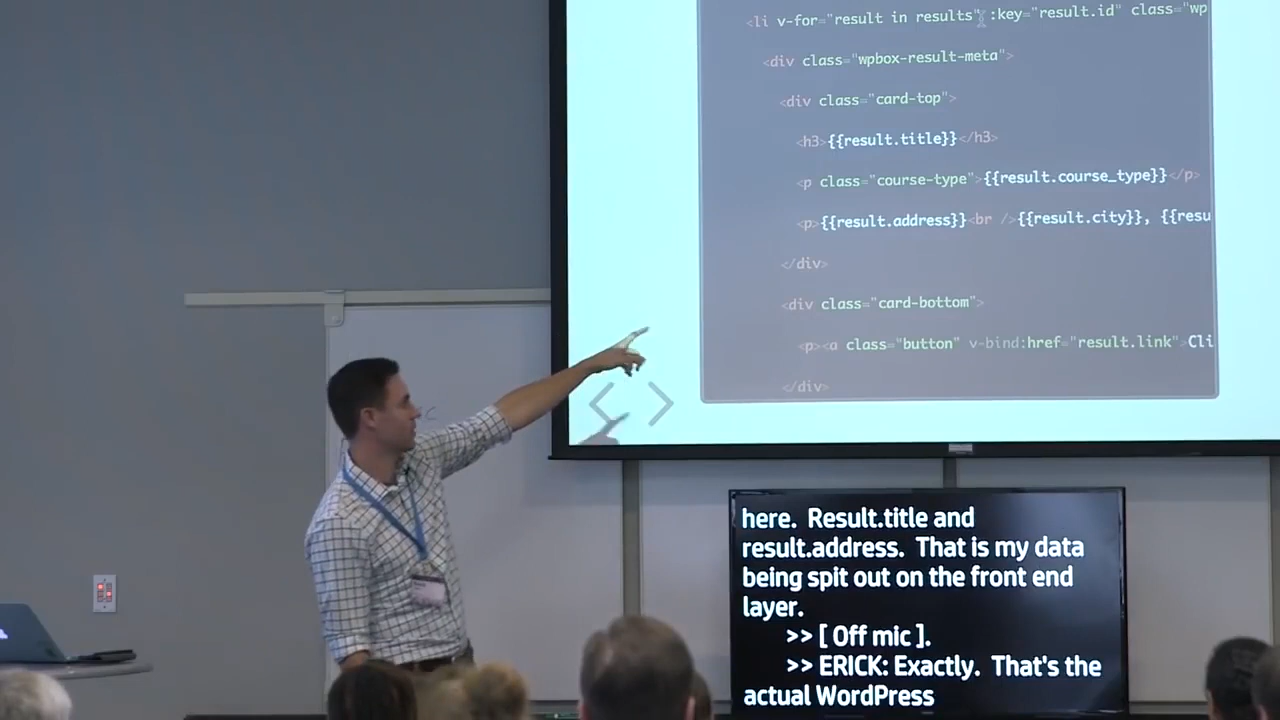 <li v-for="result in results" :key="result.id" class="wp
<div class="wpbox-result-meta">
<div class="card-top">
<h3>{{result.title}}</h3>
<p class="course-type">{{result.course_type}}</p>
<p>{{result.address}}<br />{{result.city}}, {{resu
</div>
<div class="card-bottom">
<p><a class="button" v-bind:href="result.link">Cli
</div>
here. Result.title and
result.address. That is my data
being spit out on the front end
layer.
>> [ Off mic ].
>> ERICK: Exactly. That's the
actual WordPress